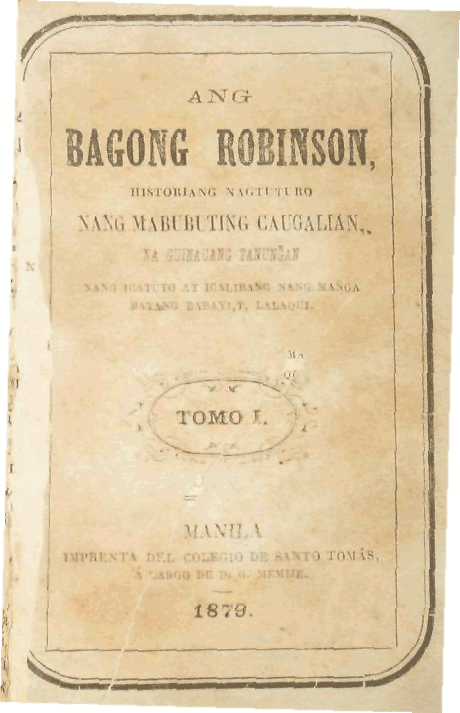 ANG
BAGONG ROBINSON,
HISTORIANG NAGTUTURO
NANG MABUBUTING CAUGALIAN,
NA GUINAUANG TANUNGAN
NANG ICATUTO AT ICALIBANG NANG MANGA
BATANG BABAYI,T, LALAQUI.
TOMO I.
MANILA
IMPRENTA DEL COLEGIO DE SANTO TOMÁS,
Á CARGO DE D. G. MEMIJE.
1879.